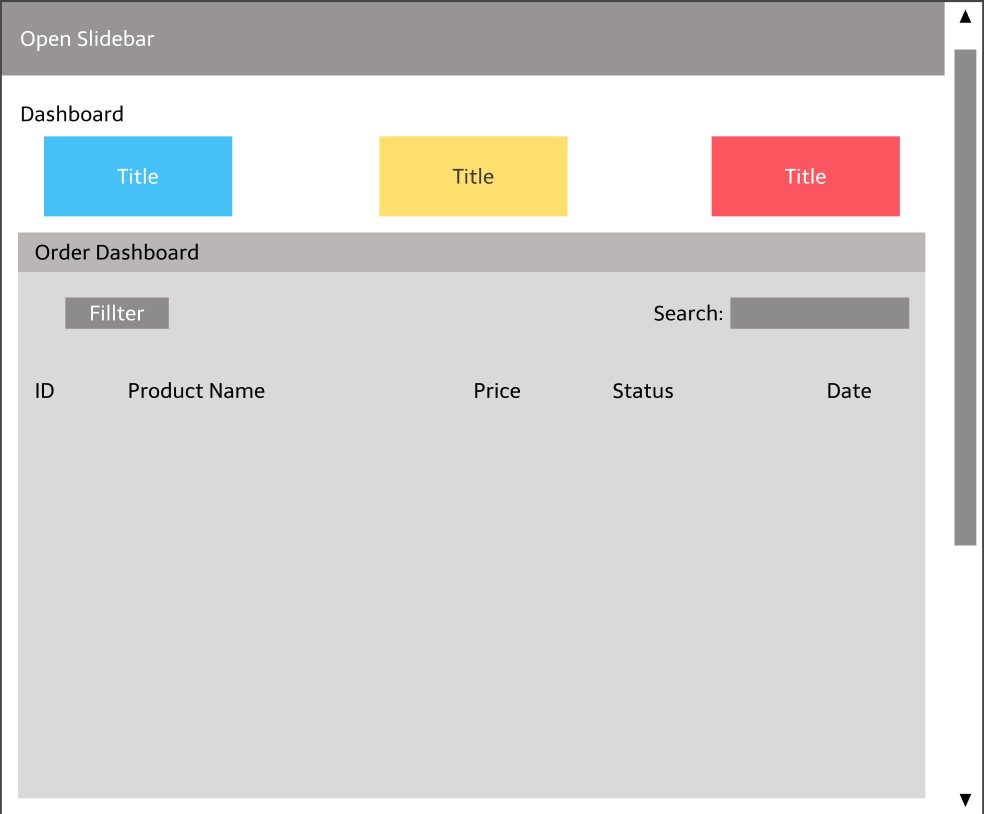 Open Slidebar
Dashboard
Title
Title
Title
Order Dashboard
Fillter
Search:
ID Product Name Price Status Date